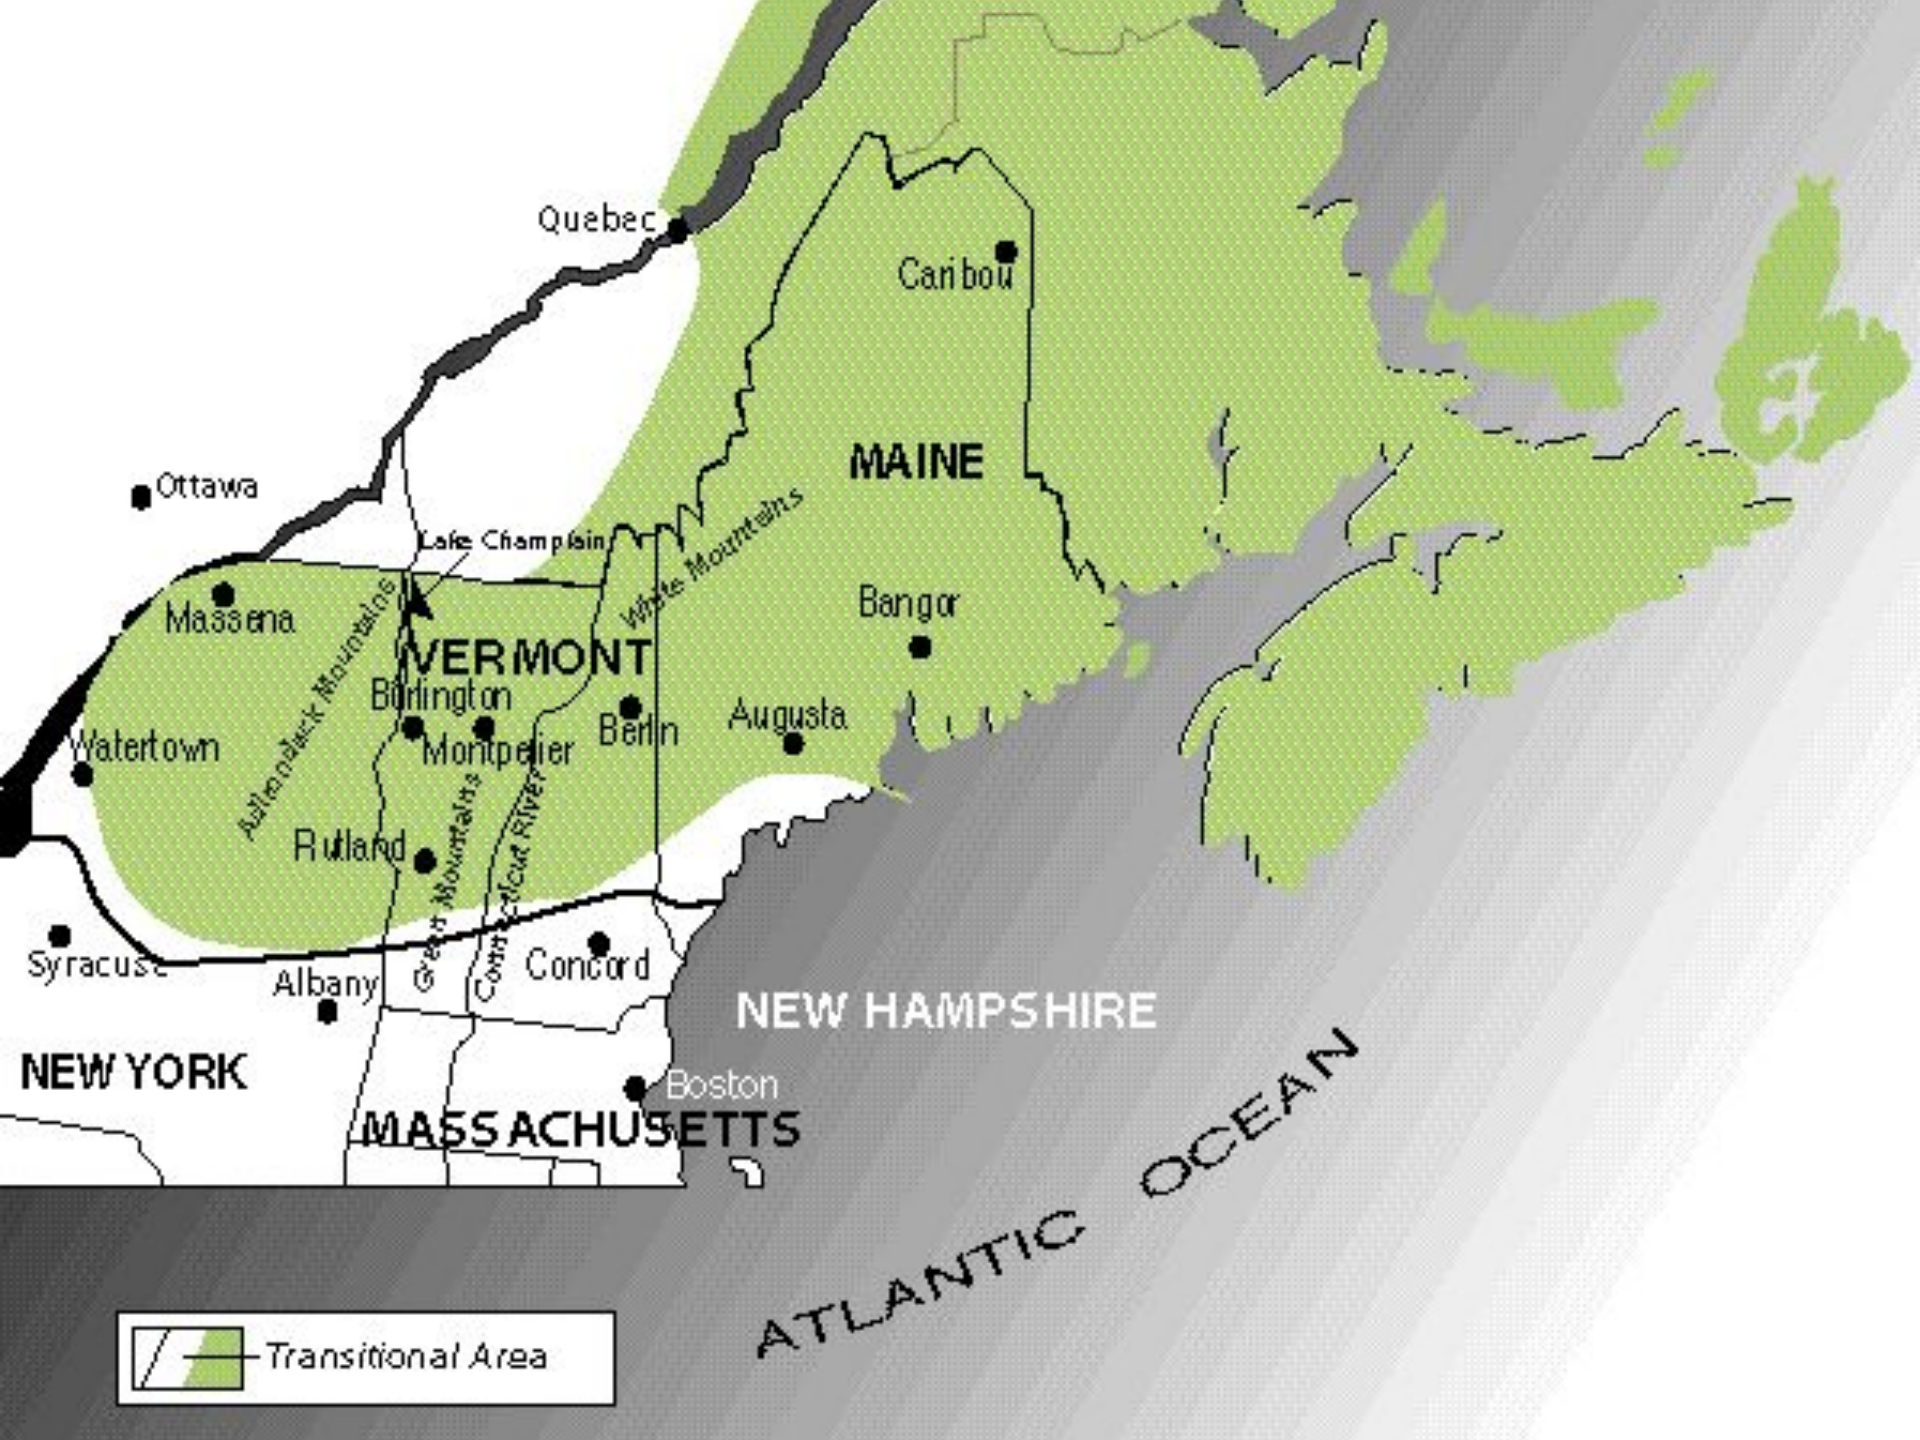 Quebec
Caribou
MAINE
Ottawa
White Mountains
Lake Champlain
Massena
Bangor
VERMONT
Adirondack Mountains
Burlington
Berlin
Augusta
Watertown
Montpelier
Rutland
Green Mountains
Connecticut River
Syracuse
Albany
Concord
NEW HAMPSHIRE
NEW YORK
Boston
MASSACHUSETTS
ATLANTIC OCEAN
Transitional Area